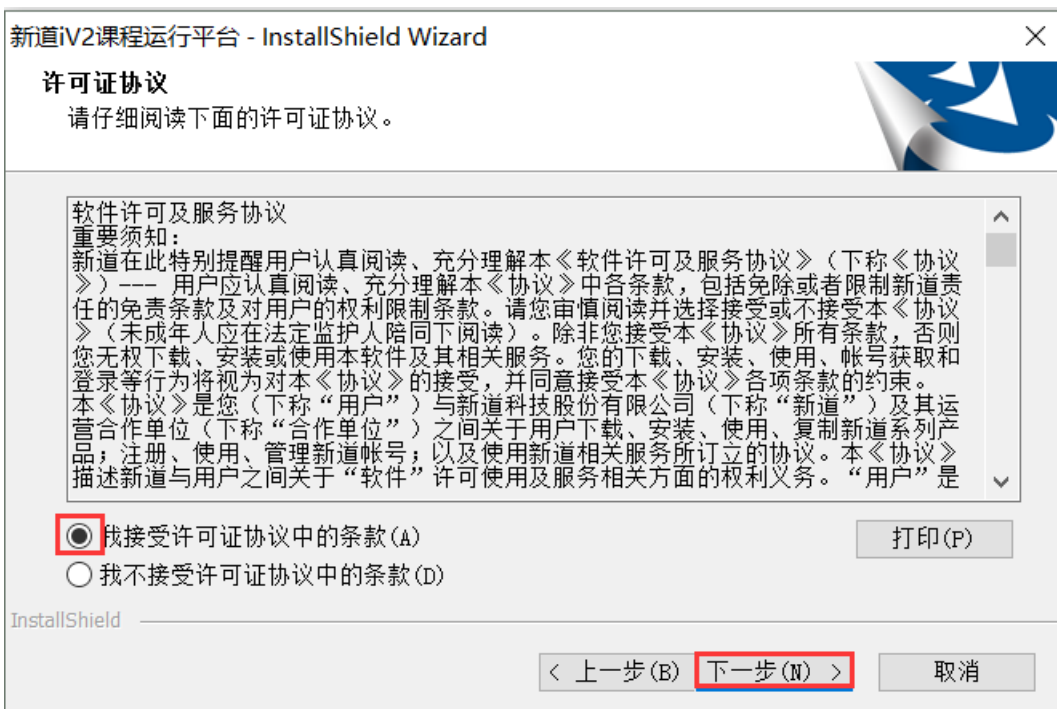 新道iV2课程运行平台 - InstallShield Wizard
许可证协议
请仔细阅读下面的许可证协议。
软件许可及服务协议
重要须知：
新道在此特别提醒用户认真阅读、充分理解本《软件许可及服务协议》（下称《协议
》）--- 用户应认真阅读、充分理解本《协议》中各条款，包括免除或者限制新道责
任的免责条款及对用户的权利限制条款。请您审慎阅读并选择接受或不接受本《协议
》（未成年人应在法定监护人陪同下阅读）。除非您接受本《协议》所有条款，否则
您无权下载、安装或使用本软件及其相关服务。您的下载、安装、使用、帐号获取和
登录等行为将视为对本《协议》的接受，并同意接受本《协议》各项条款的约束。
本《协议》是您（下称“用户”）与新道科技股份有限公司（下称“新道”）及其运
营合作单位（下称“合作单位”）之间关于用户下载、安装、使用、复制新道系列产
品；注册、使用、管理新道帐号；以及使用新道相关服务所订立的协议。本《协议》
描述新道与用户之间关于“软件”许可使用及服务相关方面的权利义务。“用户”是
我接受许可证协议中的条款(A)
打印(P)
我不接受许可证协议中的条款(D)
InstallShield
< 上一步(B)
下一步(N) >
取消